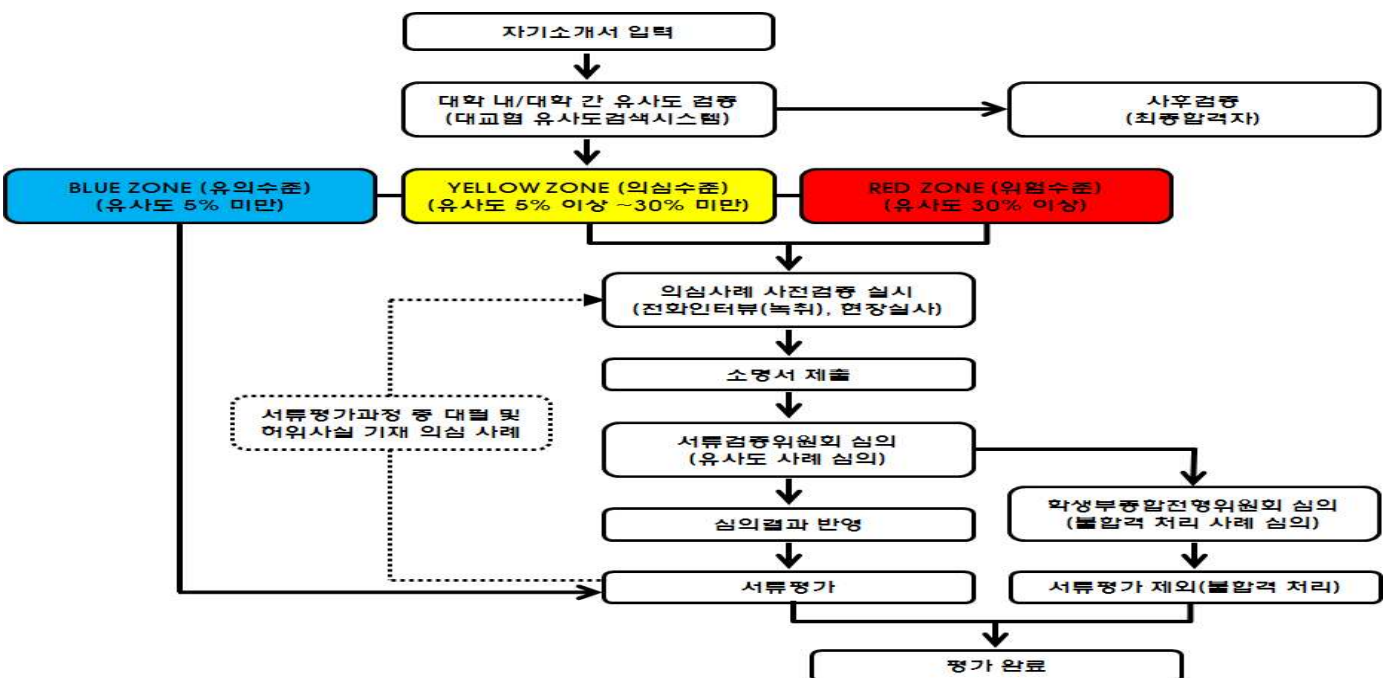 자기소개서 입력
대학 내/대학 간 유사도 검증
(대교협 유사도검색시스템)
사후검증
(최종합격자)
BLUE ZONE (유의수준)
(유사도 5% 미만)
YELLOW ZONE (의심수준)
(유사도 5% 이상 ~30% 미만)
RED ZONE (위험수준)
(유사도 30% 이상)
의심사례 사전검증 실시
(전화인터뷰(녹취), 현장실사)
소명서 제출
서류평가과정 중 대필 및
허위사실 기재 의심 사례
서류검증위원회 심의
(유사도 사례 심의)
학생부종합전형위원회 심의
(불합격 처리 사례 심의)
심의결과 반영
서류평가
서류평가 제외(불합격 처리)
평가 완료